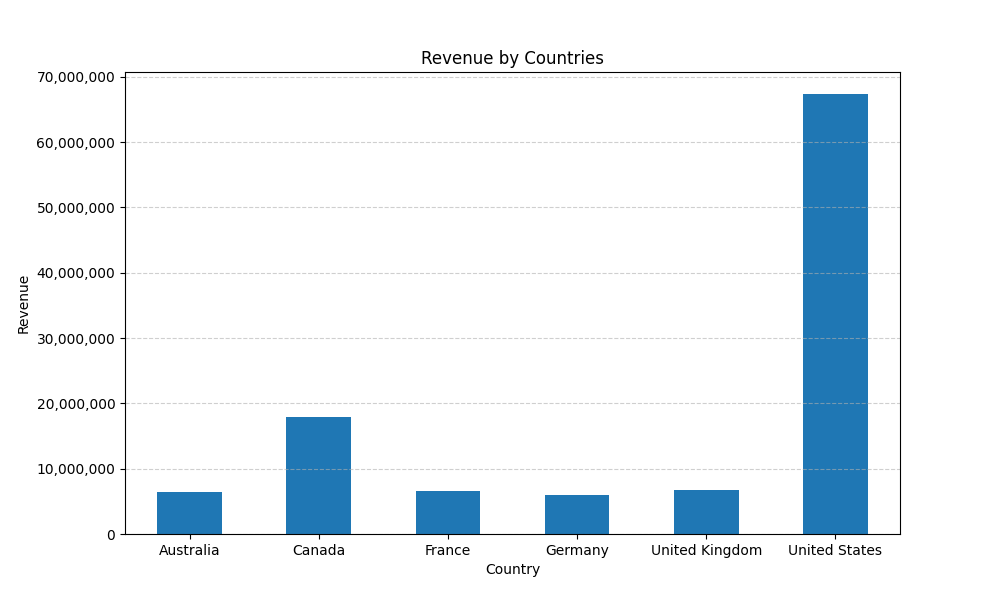 Revenue by Countries
70,000,000
60,000,000
50,000,000
40,000,000
30,000,000
20,000,000
10,000,000
0
Revenue
Australia Canada France Germany United Kingdom United States
Country